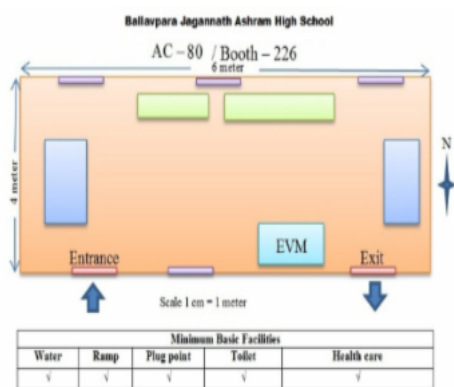 Ballavpara Jagannath Ashram High School
AC – 80 / Booth – 226
6 meter
4 meter
N
EVM
Entrance
Exit
Scale 1 cm = 1 meter
Minimum Basic Facilities
Water Ramp Plug point Toilet Health care
√ √ √ √ √